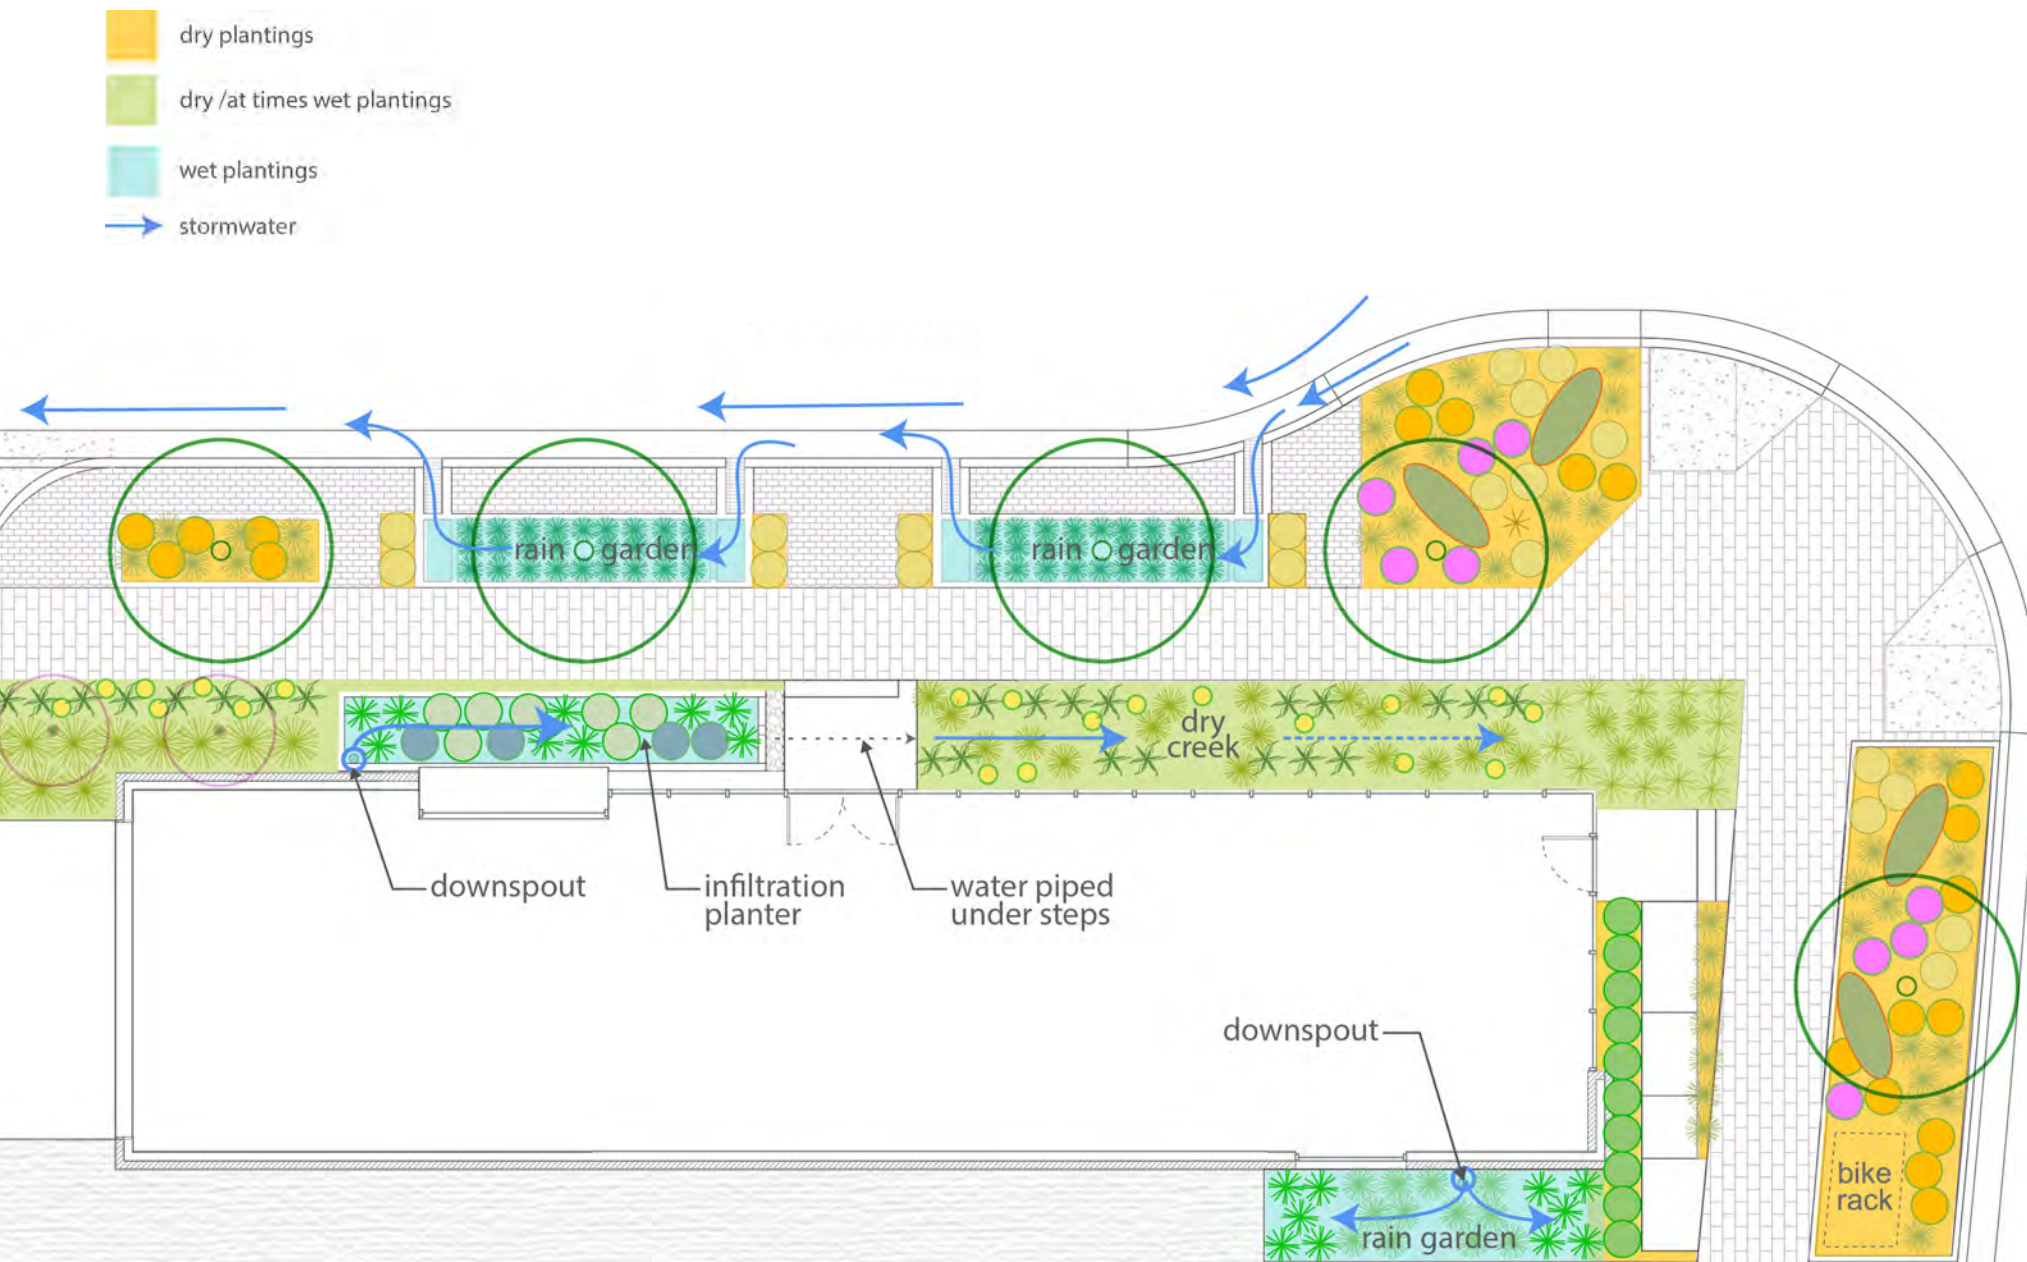 dry plantings
dry /at times wet plantings
wet plantings
stormwater
rain garden
rain garden
dry
creek
downspout
infiltration
planter
water piped
under steps
downspout
bike
rack
rain garden